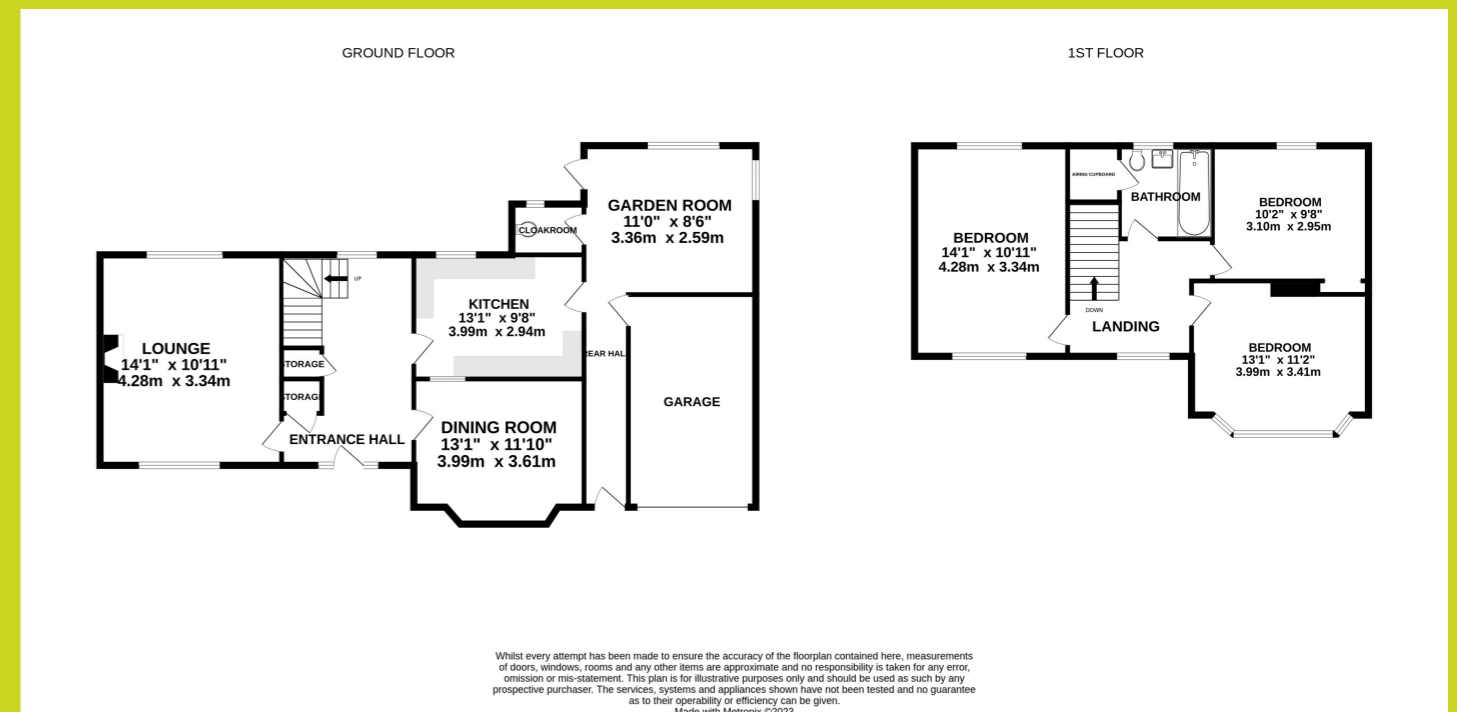 GROUND FLOOR
1ST FLOOR
GARDEN ROOM
11'0" x 8'6"
3.36m x 2.59m
CLOAKROOM
UP
KITCHEN
13'1" x 9'8"
3.99m x 2.94m
LOUNGE
14'1" x 10'11"
4.28m x 3.34m
STORAGE
STORAGE
REAR HALL
ENTRANCE HALL
DINING ROOM
13'1" x 11'10"
3.99m x 3.61m
GARAGE
AIRING CUPBOARD
BATHROOM
BEDROOM
10'2" x 9'8"
3.10m x 2.95m
BEDROOM
14'1" x 10'11"
4.28m x 3.34m
DOWN
LANDING
BEDROOM
13'1" x 11'2"
3.99m x 3.41m
Whilst every attempt has been made to ensure the accuracy of the floorplan contained here, measurements
of doors, windows, rooms and any other items are approximate and no responsibility is taken for any error,
omission or mis-statement. This plan is for illustrative purposes only and should be used as such by any
prospective purchaser. The services, systems and appliances shown have not been tested and no guarantee
as to their operability or efficiency can be given.
Made with Metropix ©2023